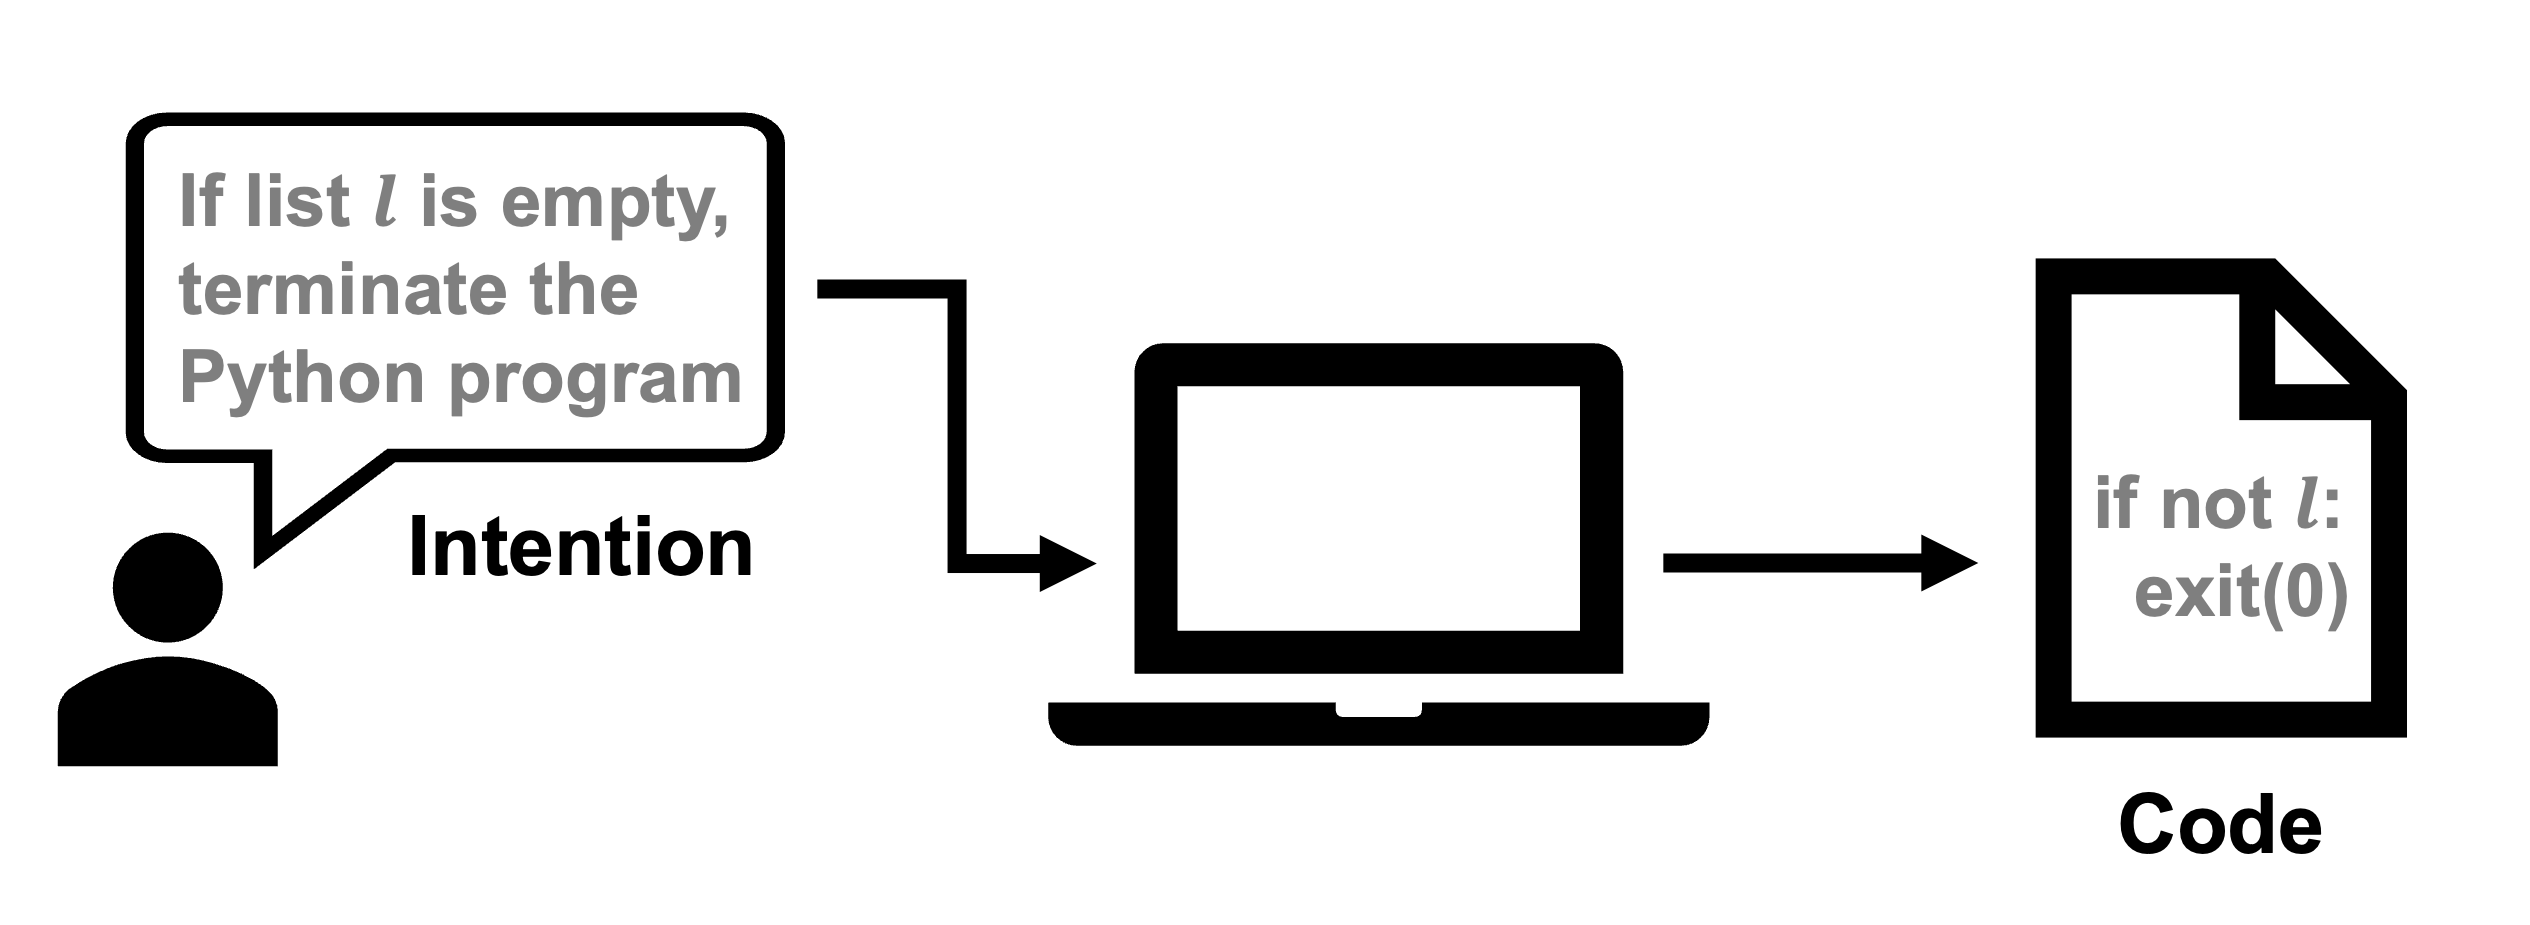 If list l is empty,
terminate the
Python program
Intention
if not l:
exit(0)
Code